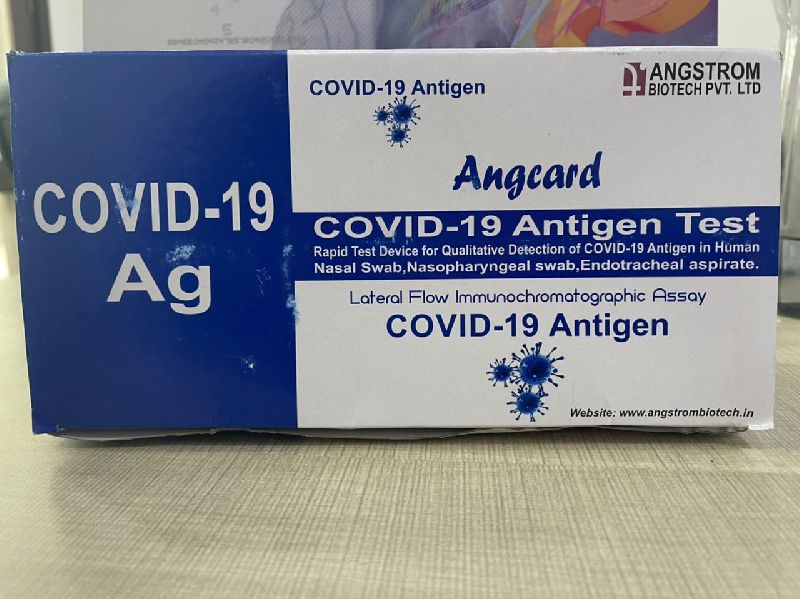 COVID-19
Ag
COVID-19 Antigen
ANGSTROM
BIOTECH PVT. LTD
Angcard
COVID-19 Antigen Test
Rapid Test Device for Qualitative Detection of COVID-19 Antigen in Human
Nasal Swab,Nasopharyngeal swab,Endotracheal aspirate.
Lateral Flow Immunochromatographic Assay
COVID-19 Antigen
Website: www.angstrombiotech.in